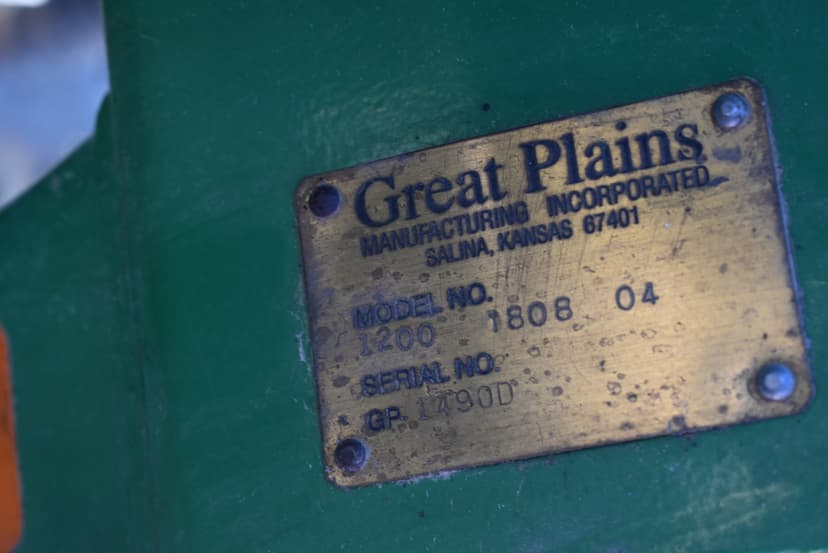 Great Plains
MANUFACTURING INCORPORATED
SALINA, KANSAS 67401
MODEL NO.
1200 1808 04
SERIAL NO.
GP- 1490D